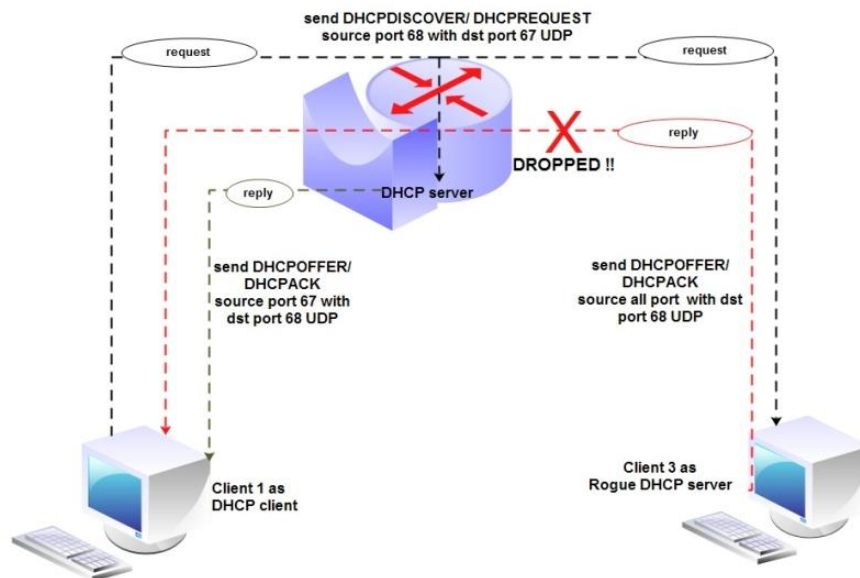 send DHCPDISCOVER/ DHCPREQUEST
source port 68 with dst port 67 UDP
request
request
reply
DROPPED !!
reply
DHCP server
send DHCPOFFER/
DHCPACK
source port 67 with
dst port 68 UDP
send DHCPOFFER/
DHCPACK
source all port with dst
port 68 UDP
Client 1 as
DHCP client
Client 3 as
Rogue DHCP server